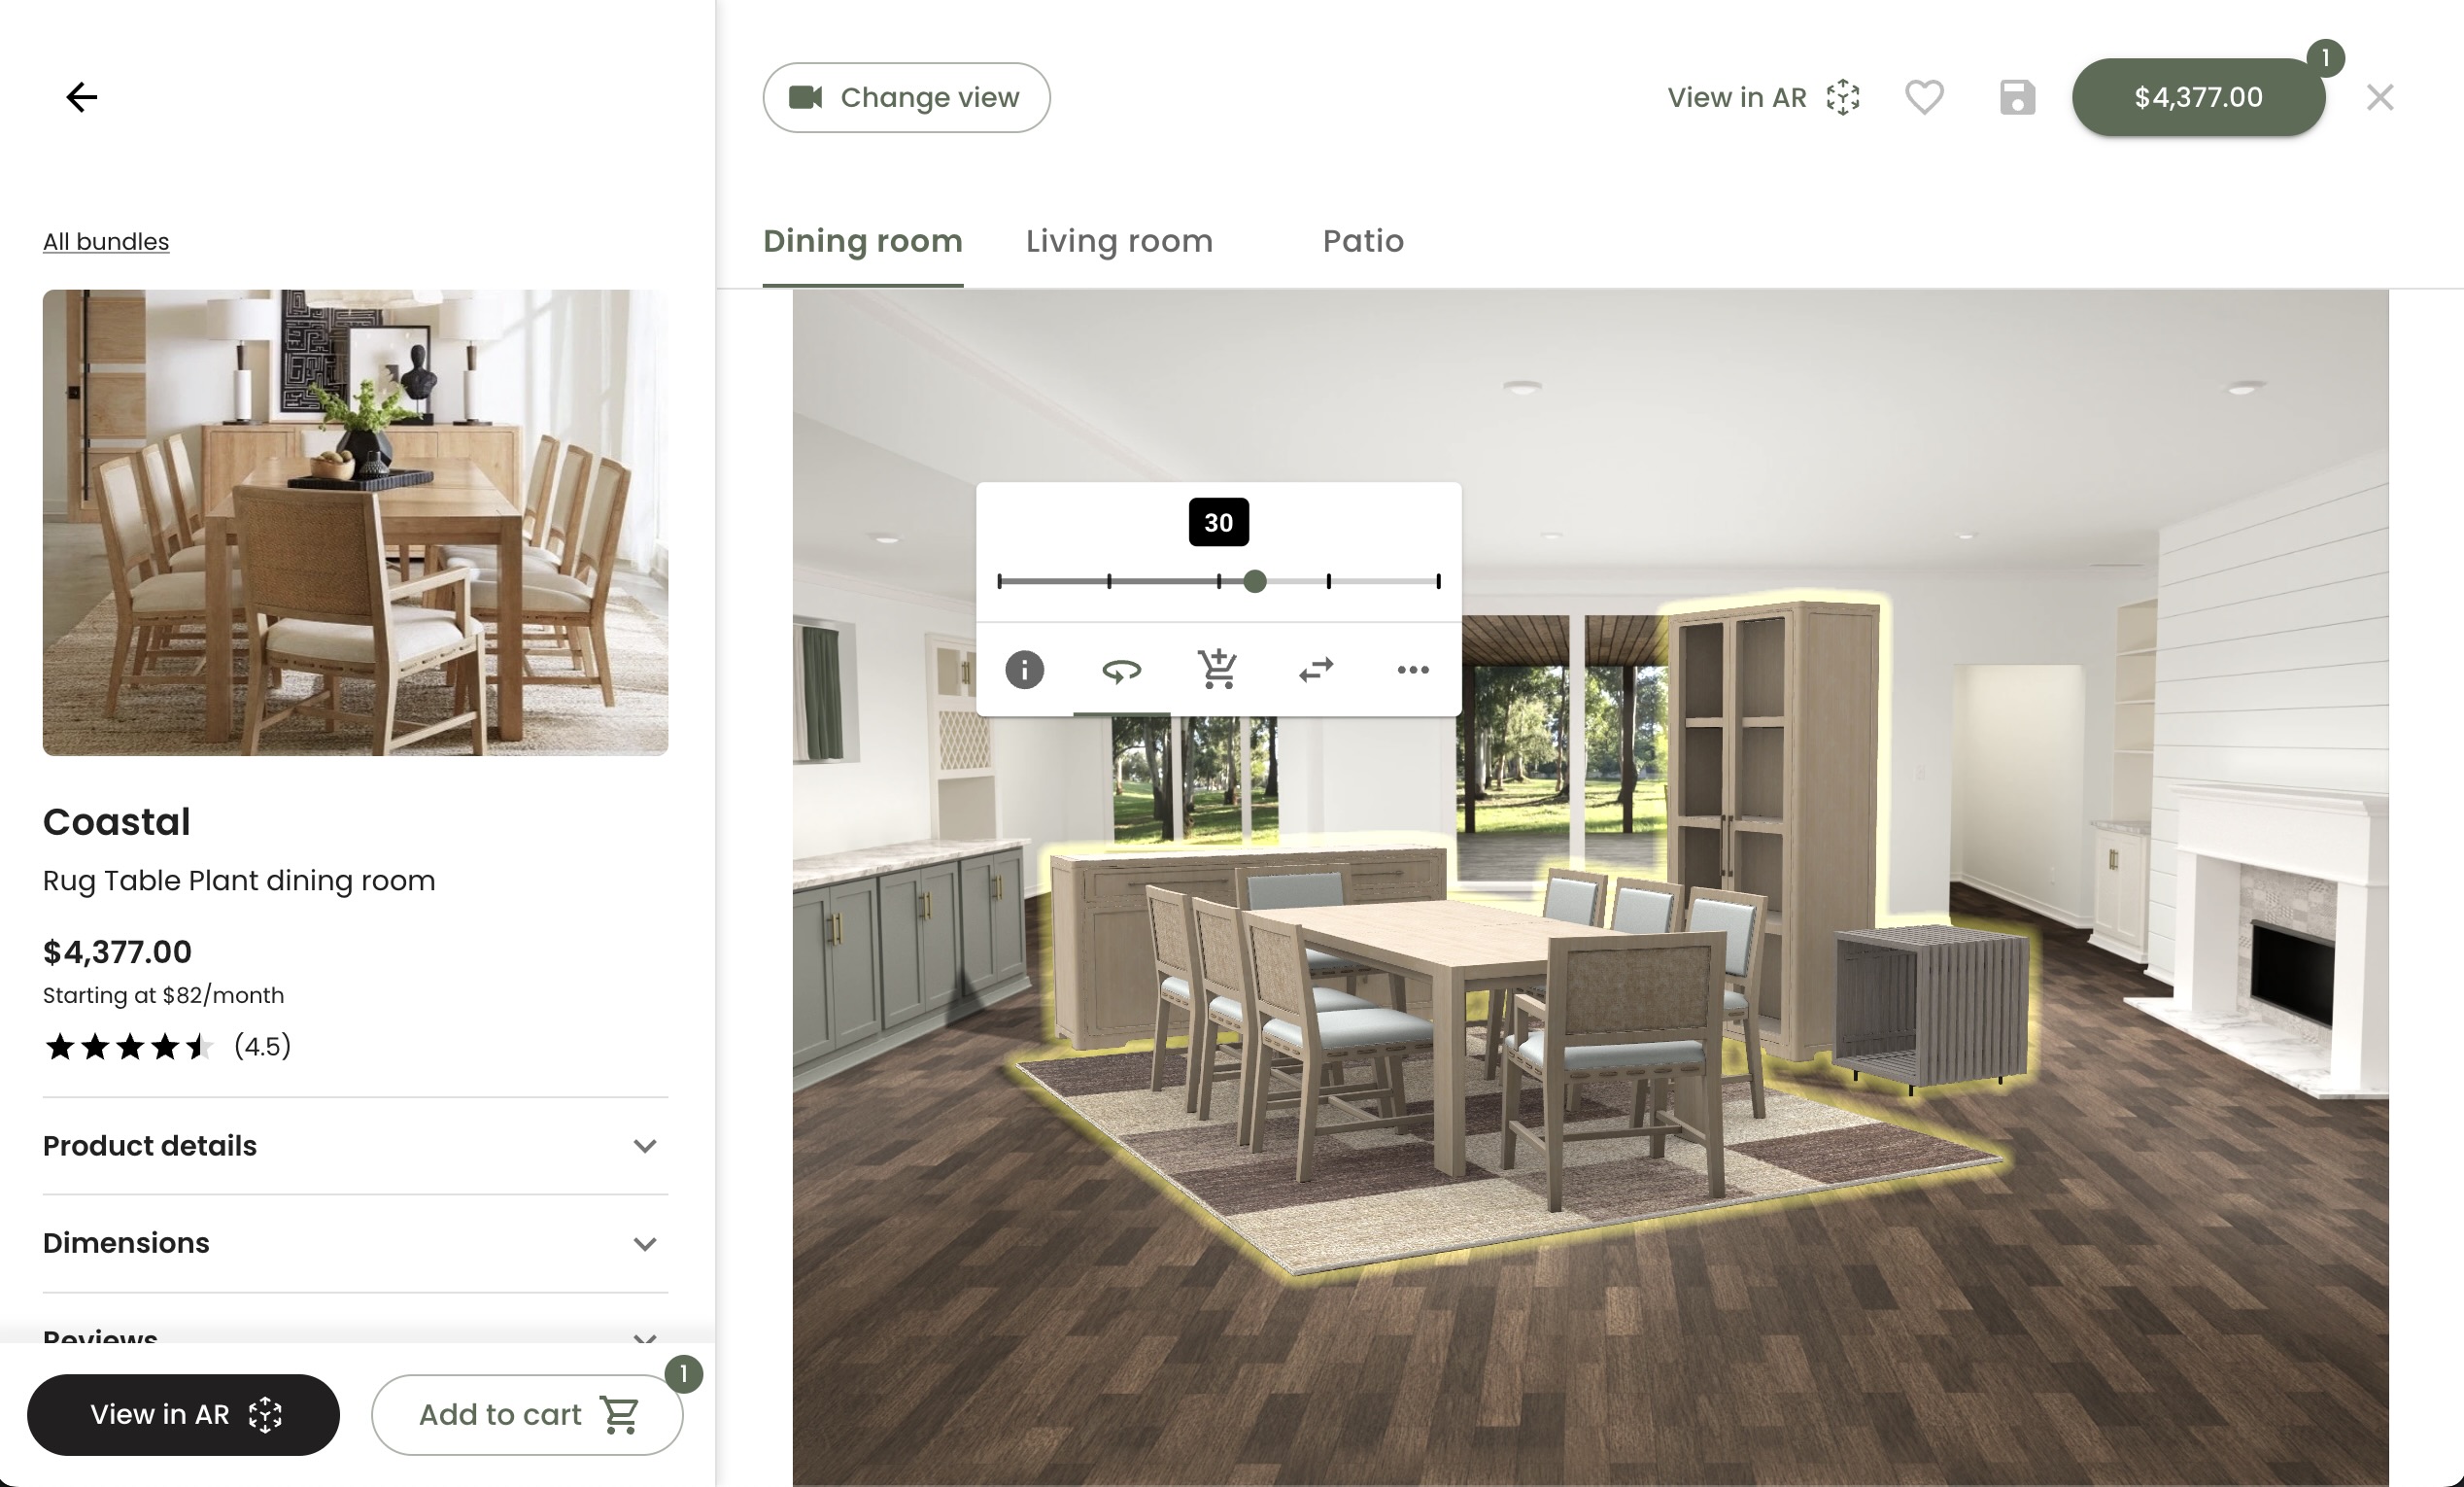 Change view
View in AR
$4,377.00
1
Dining room
Living room
Patio
All bundles
30
Coastal
Rug Table Plant dining room
$4,377.00
Starting at $82/month
(4.5)
Product details
Dimensions
Reviews
View in AR
Add to cart
1